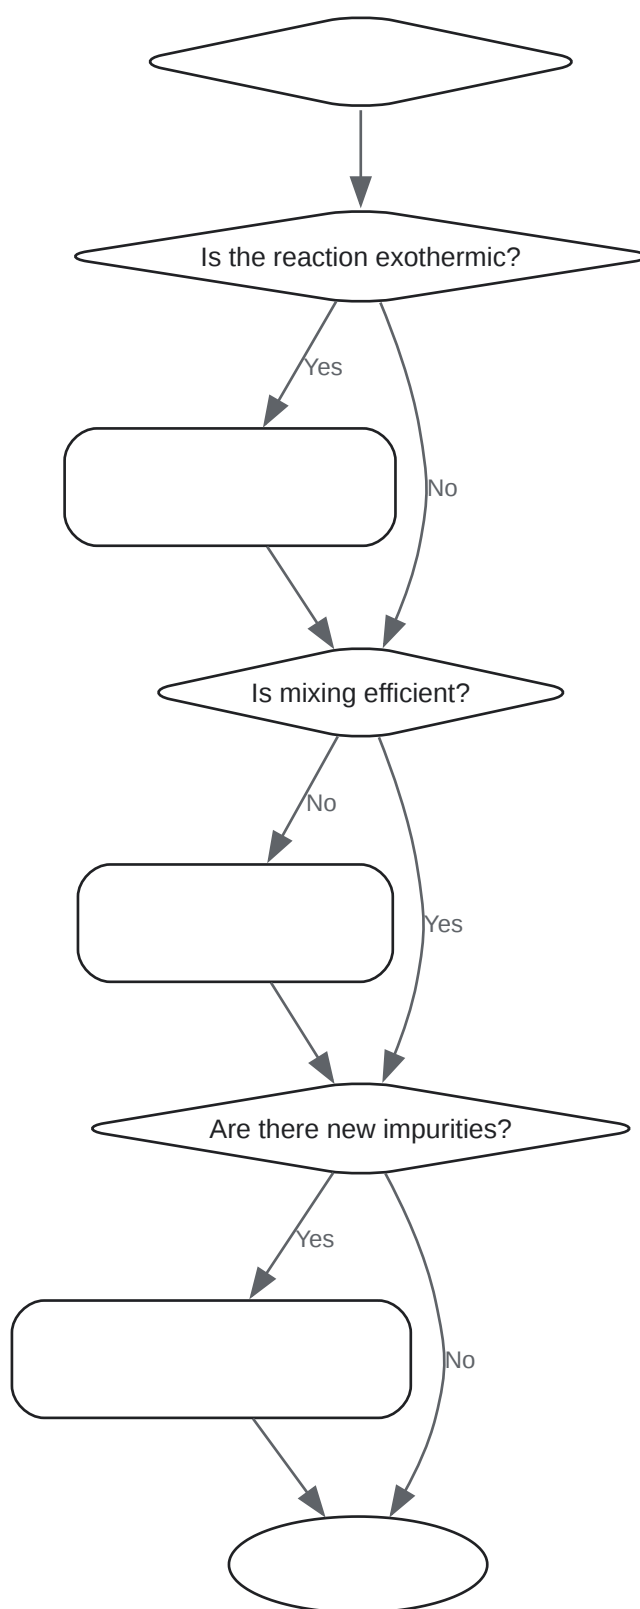 Is the reaction exothermic?
Yes
No
Is mixing efficient?
No
Yes
Are there new impurities?
Yes
No